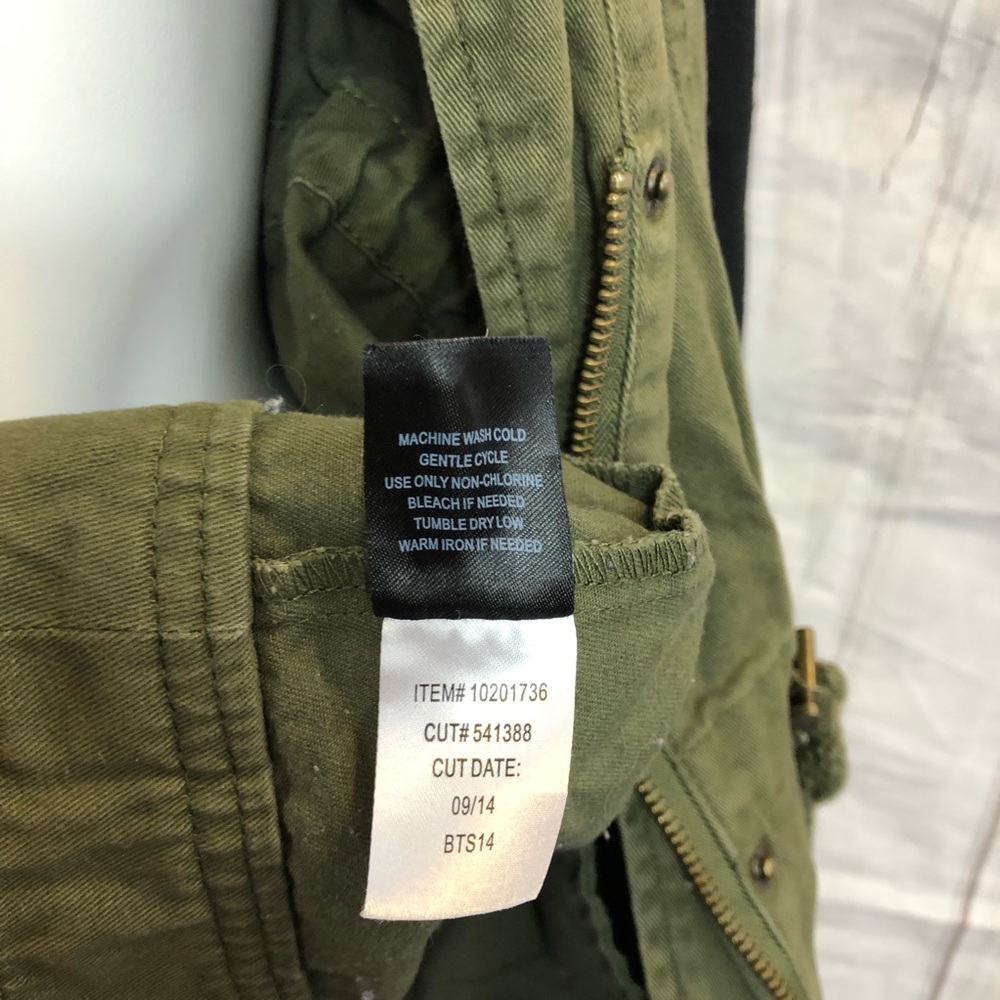 MACHINE WASH COLD
GENTLE CYCLE
USE ONLY NON-CHLORINE
BLEACH IF NEEDED
TUMBLE DRY LOW
WARM IRON IF NEEDED
ITEM# 10201736
CUT# 541388
CUT DATE:
09/14
BTS14